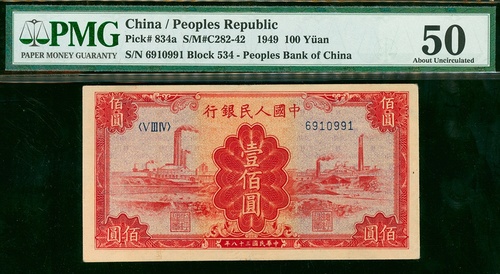 PMG
PAPER MONEY GUARANTY
China / Peoples Republic
Pick# 834a S/M#C282-42 1949 100 Yüan
S/N 6910991 Block 534 - Peoples Bank of China
50
About Uncirculated
佰圓
行銀民人國中
佰圓
〈VIIIIV〉
6910991
壹佰圓
圓佰
年八十三國民華中
圓佰